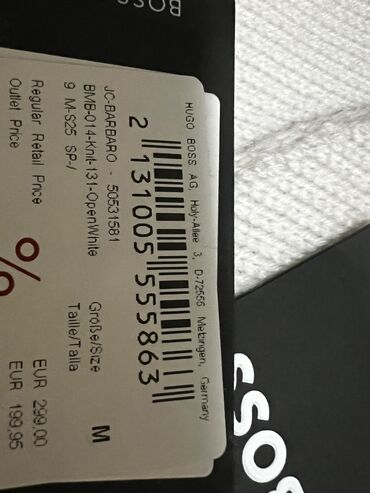 BOSS
HUGO BOSS AG, Holy-Allee 3, D-72555 Metzingen, Germany
2 131005 555863
JC-BARBARO - 50531581
BMB-014-Knit-131-OpenWhite
9 M-S25 SP-/
Größe/Size M
Taille/Talla
Regular Retail Price EUR 299,00
Outlet Price EUR 199,95
%
BOSS